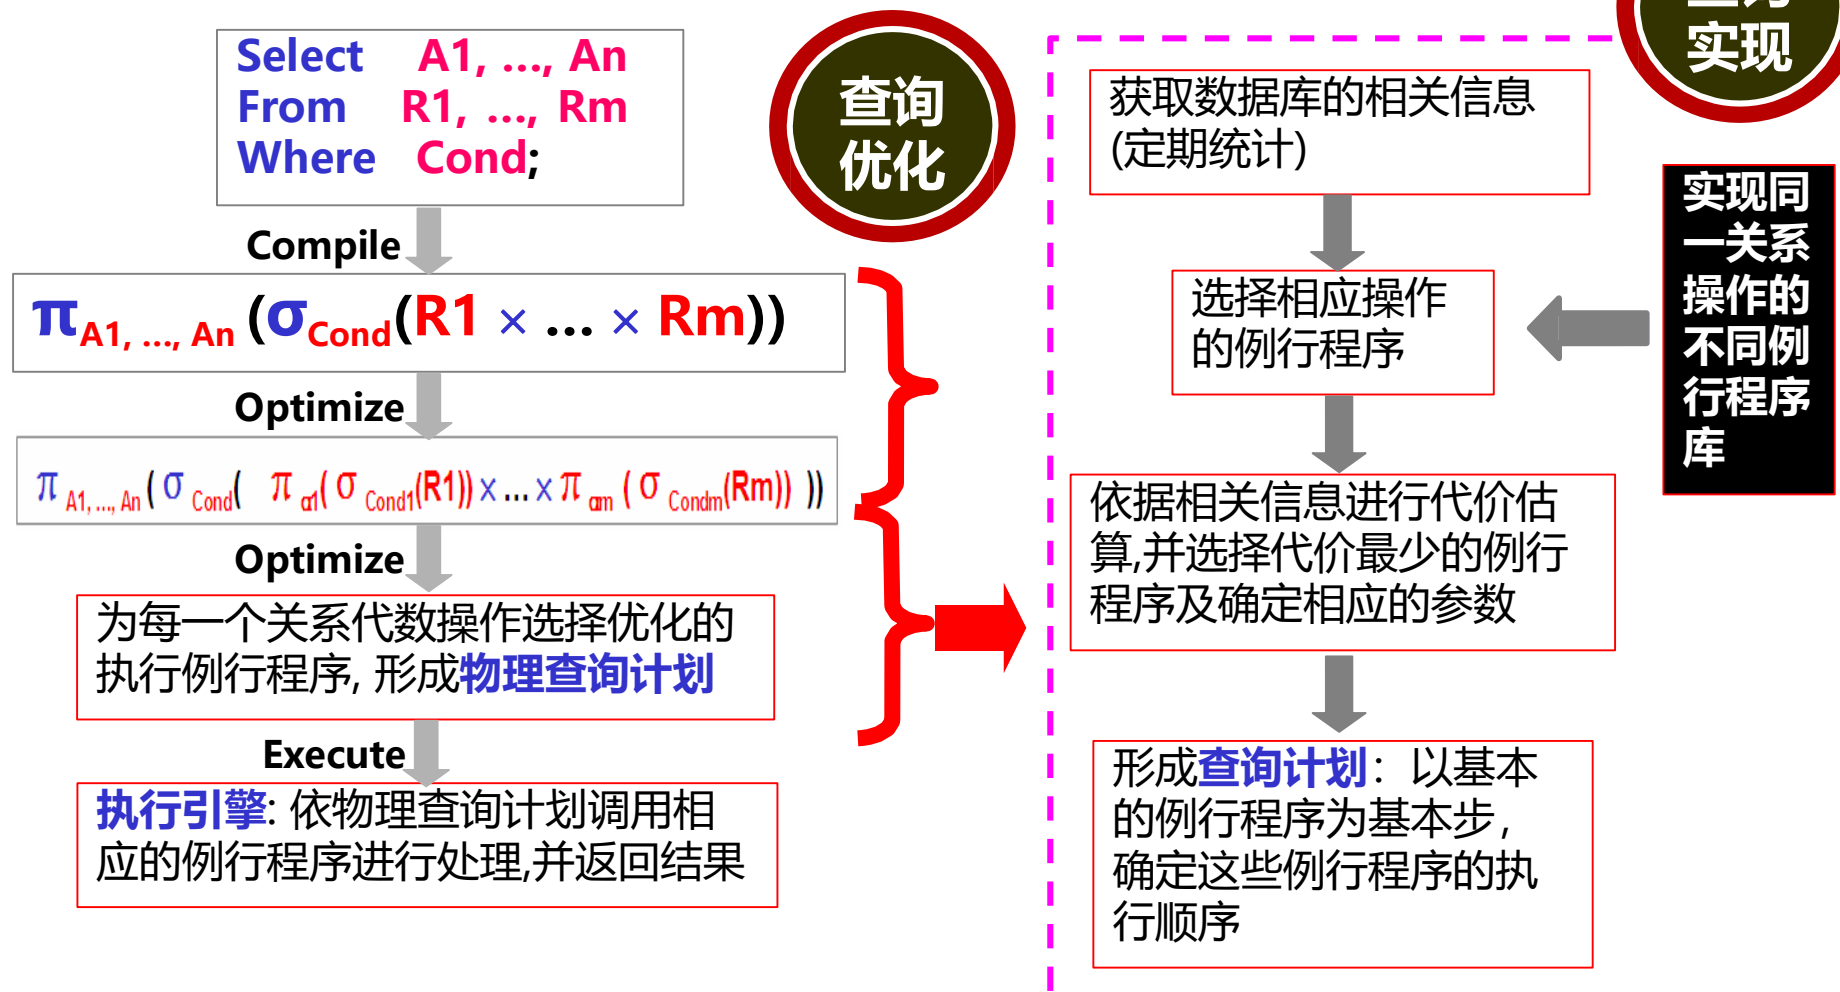 Select A1, ..., An
From R1, ..., Rm
Where Cond;
查询
优化
Compile
π A1, ..., An (σ Cond(R1 × ... × Rm))
Optimize
π A1, ..., An ( σ Cond( π α1( σ Cond1(R1)) × ... × π αm ( σ Condm(Rm)) ))
Optimize
为每一个关系代数操作选择优化的
执行例行程序, 形成物理查询计划
Execute
执行引擎: 依物理查询计划调用相
应的例行程序进行处理,并返回结果
实现
获取数据库的相关信息
(定期统计)
选择相应操作
的例行程序
实现同
一关系
操作的
不同例
行程序
库
依据相关信息进行代价估
算,并选择代价最少的例行
程序及确定相应的参数
形成查询计划：以基本
的例行程序为基本步，
确定这些例行程序的执
行顺序